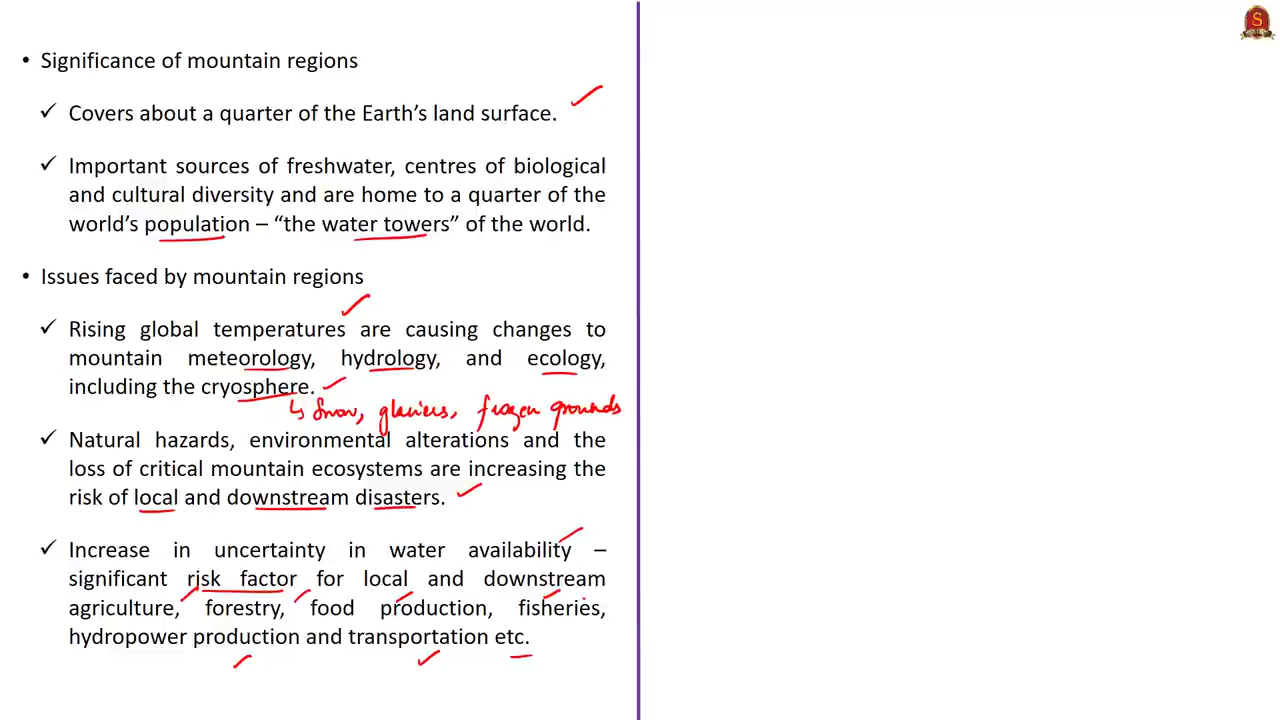 • Significance of mountain regions
✓ Covers about a quarter of the Earth's land surface.
✓ Important sources of freshwater, centres of biological
and cultural diversity and are home to a quarter of the
world's population – "the water towers" of the world.
• Issues faced by mountain regions
✓ Rising global temperatures are causing changes to
mountain meteorology, hydrology, and ecology,
including the cryosphere.
↳ Snow, glaciers, frozen grounds
✓ Natural hazards, environmental alterations and the
loss of critical mountain ecosystems are increasing the
risk of local and downstream disasters.
✓ Increase in uncertainty in water availability –
significant risk factor for local and downstream
agriculture, forestry, food production, fisheries,
hydropower production and transportation etc.
S